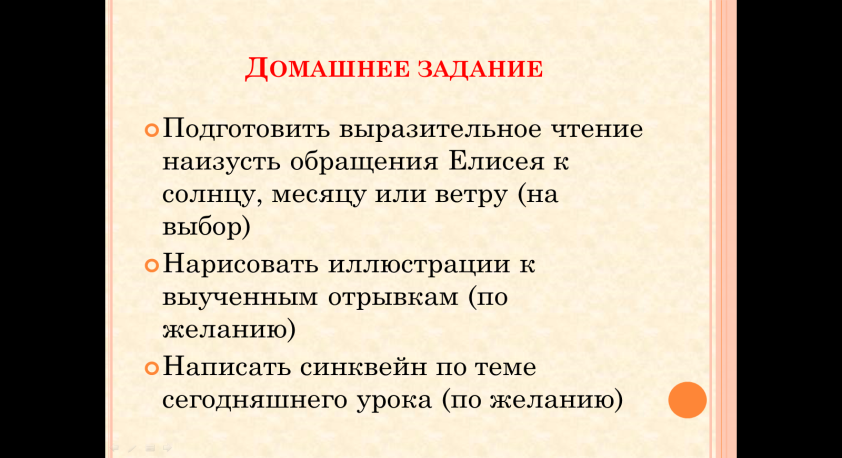 Домашнее задание
Подготовить выразительное чтение
наизусть обращения Елисея к
солнцу, месяцу или ветру (на
выбор)
Нарисовать иллюстрации к
выученным отрывкам (по
желанию)
Написать синквейн по теме
сегодняшнего урока (по желанию)